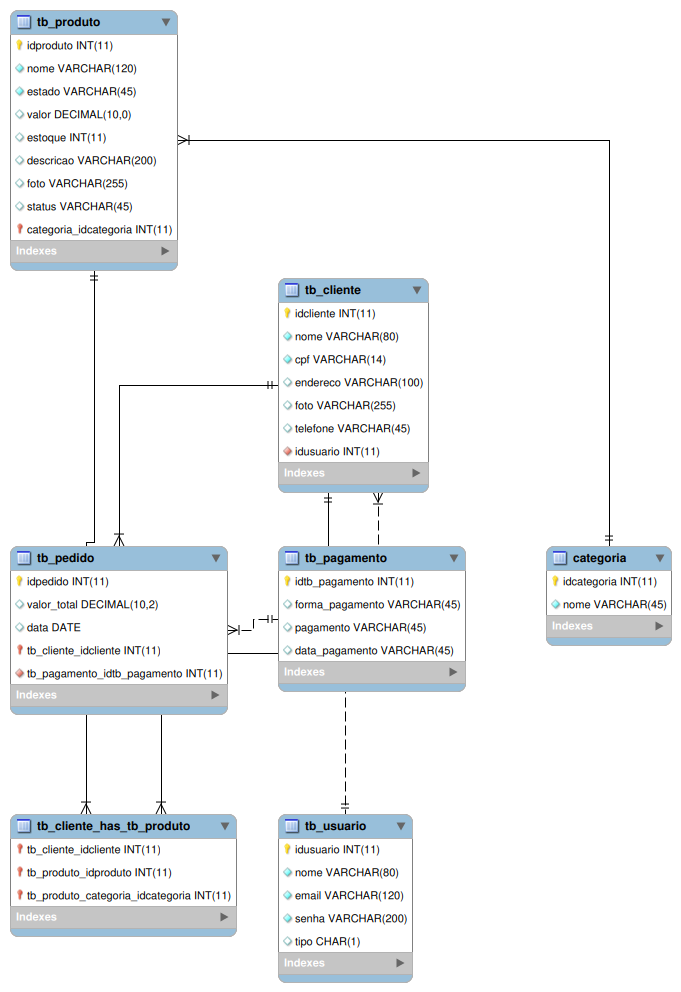 tb_produto
idproduto INT(11)
nome VARCHAR(120)
estado VARCHAR(45)
valor DECIMAL(10,0)
estoque INT(11)
descricao VARCHAR(200)
foto VARCHAR(255)
status VARCHAR(45)
categoria_idcategoria INT(11)
Indexes
tb_cliente
idcliente INT(11)
nome VARCHAR(80)
cpf VARCHAR(14)
endereco VARCHAR(100)
foto VARCHAR(255)
telefone VARCHAR(45)
idusuario INT(11)
Indexes
tb_pedido
idpedido INT(11)
valor_total DECIMAL(10,2)
data DATE
tb_cliente_idcliente INT(11)
tb_pagamento_idtb_pagamento INT(11)
Indexes
tb_pagamento
idtb_pagamento INT(11)
forma_pagamento VARCHAR(45)
pagamento VARCHAR(45)
data_pagamento VARCHAR(45)
Indexes
categoria
idcategoria INT(11)
nome VARCHAR(45)
Indexes
tb_cliente_has_tb_produto
tb_cliente_idcliente INT(11)
tb_produto_idproduto INT(11)
tb_produto_categoria_idcategoria INT(11)
Indexes
tb_usuario
idusuario INT(11)
nome VARCHAR(80)
email VARCHAR(120)
senha VARCHAR(200)
tipo CHAR(1)
Indexes